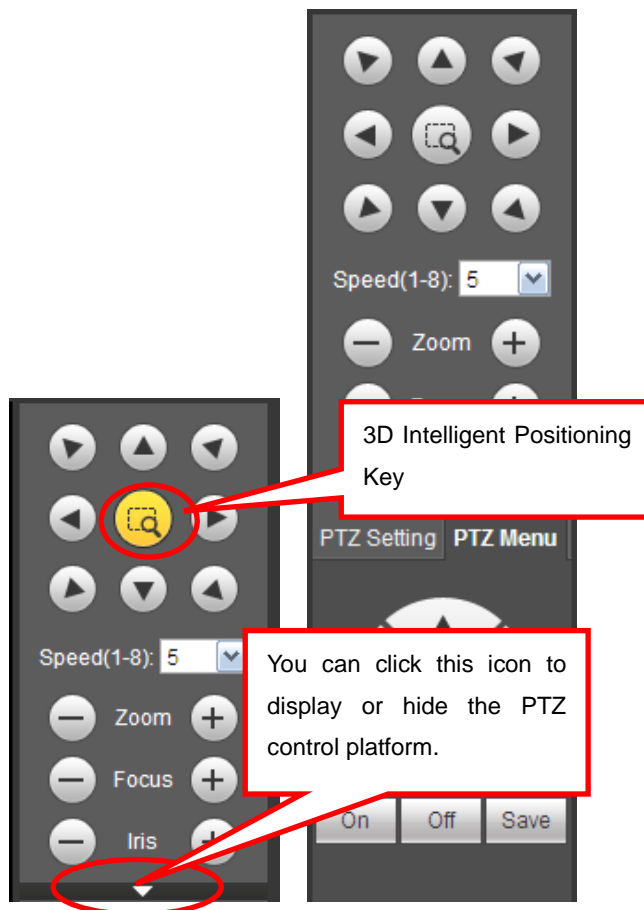 Speed(1-8): 5
Zoom
3D Intelligent Positioning
Key
PTZ Setting PTZ Menu
Speed(1-8): 5
Zoom
Focus
Iris
You can click this icon to
display or hide the PTZ
control platform.
On Off Save